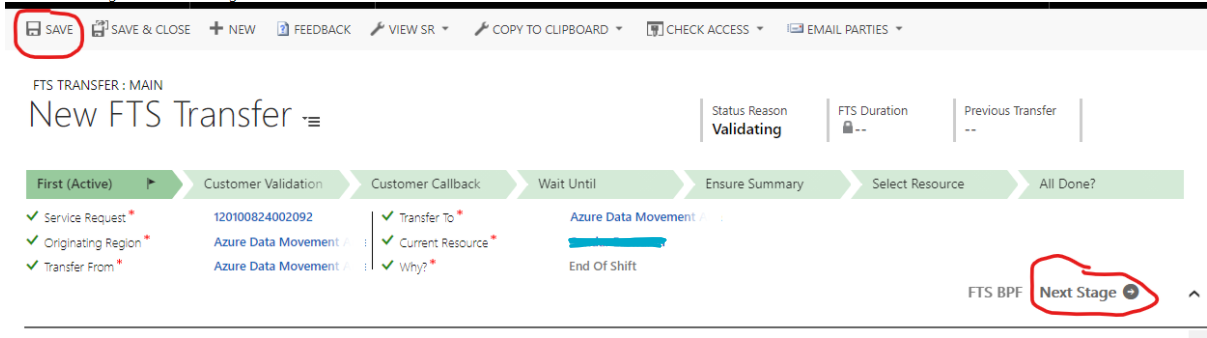 SAVE SAVE & CLOSE NEW FEEDBACK VIEW SR COPY TO CLIPBOARD CHECK ACCESS EMAIL PARTIES
FTS TRANSFER : MAIN
New FTS Transfer
Status Reason FTS Duration Previous Transfer
Validating -- --
First (Active) Customer Validation Customer Callback Wait Until Ensure Summary Select Resource All Done?
Service Request * 120100824002092 Transfer To * Azure Data Movement
Originating Region * Azure Data Movement Current Resource *
Transfer From * Azure Data Movement Why? * End Of Shift
FTS BPF Next Stage